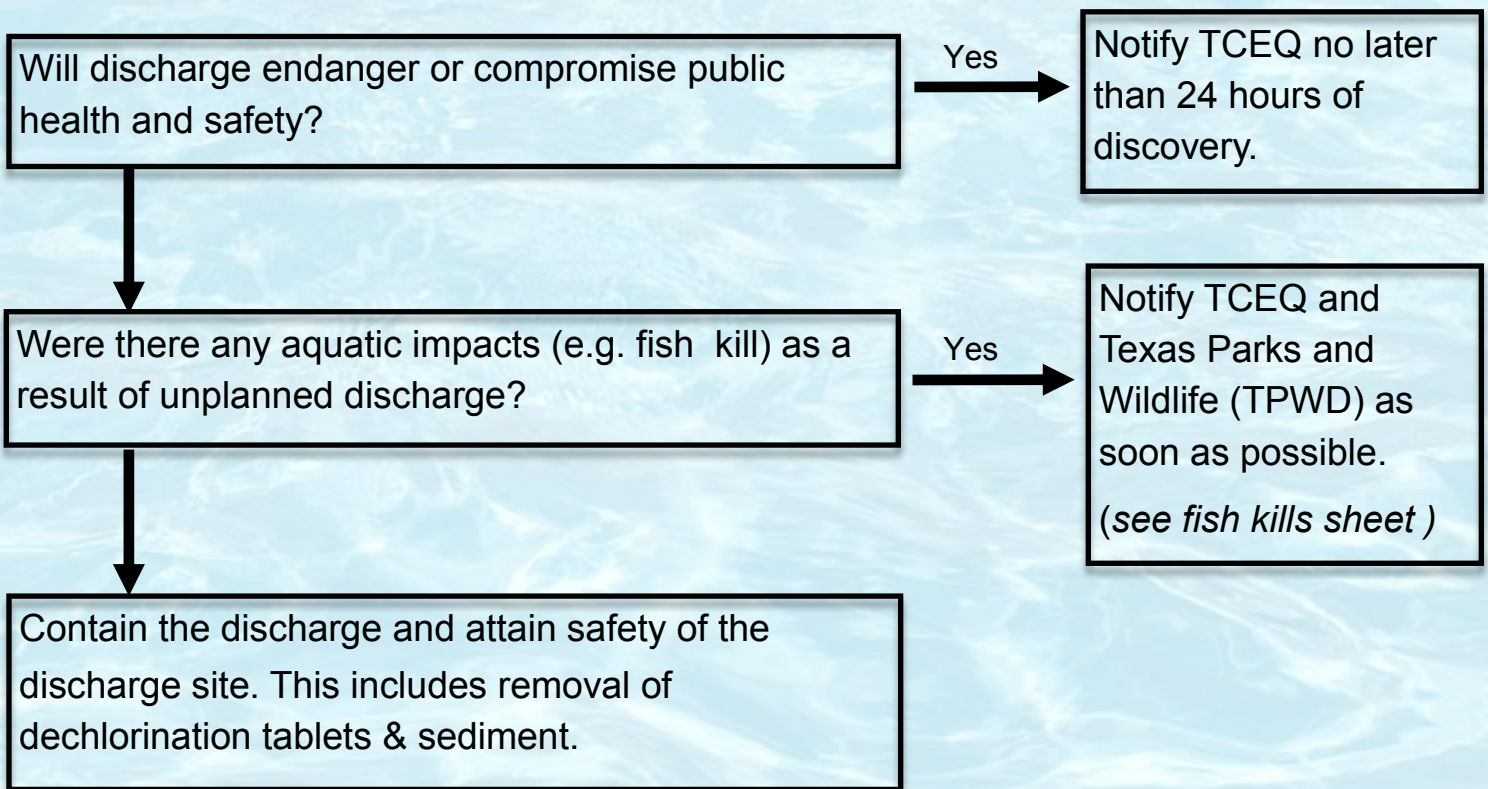 Will discharge endanger or compromise public
health and safety?
Yes
Notify TCEQ no later
than 24 hours of
discovery.
Were there any aquatic impacts (e.g. fish  kill) as a
result of unplanned discharge?
Yes
Notify TCEQ and
Texas Parks and
Wildlife (TPWD) as
soon as possible.
(see fish kills sheet )
Contain the discharge and attain safety of the
discharge site. This includes removal of
dechlorination tablets & sediment.